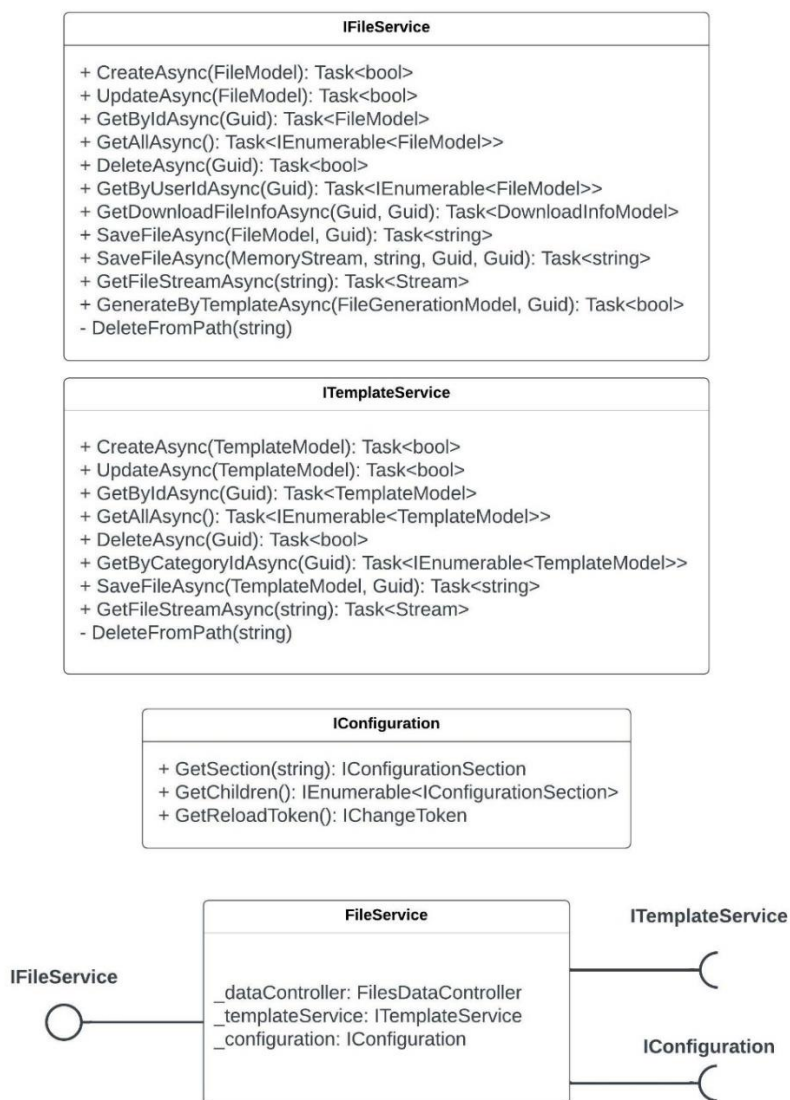 IFileService
+ CreateAsync(FileModel): Task<bool>
+ UpdateAsync(FileModel): Task<bool>
+ GetByIdAsync(Guid): Task<FileModel>
+ GetAllAsync(): Task<IEnumerable<FileModel>>
+ DeleteAsync(Guid): Task<bool>
+ GetByUserIdAsync(Guid): Task<IEnumerable<FileModel>>
+ GetDownloadFileInfoAsync(Guid, Guid): Task<DownloadInfoModel>
+ SaveFileAsync(FileModel, Guid): Task<string>
+ SaveFileAsync(MemoryStream, string, Guid, Guid): Task<string>
+ GetFileStreamAsync(string): Task<Stream>
+ GenerateByTemplateAsync(FileGenerationModel, Guid): Task<bool>
- DeleteFromPath(string)
ITemplateService
+ CreateAsync(TemplateModel): Task<bool>
+ UpdateAsync(TemplateModel): Task<bool>
+ GetByIdAsync(Guid): Task<TemplateModel>
+ GetAllAsync(): Task<IEnumerable<TemplateModel>>
+ DeleteAsync(Guid): Task<bool>
+ GetByCategoryIdAsync(Guid): Task<IEnumerable<TemplateModel>>
+ SaveFileAsync(TemplateModel, Guid): Task<string>
+ GetFileStreamAsync(string): Task<Stream>
- DeleteFromPath(string)
IConfiguration
+ GetSection(string): IConfigurationSection
+ GetChildren(): IEnumerable<IConfigurationSection>
+ GetReloadToken(): IChangeToken
FileService
ITemplateService
IFileService
_dataController: FilesDataController
_templateService: ITemplateService
_configuration: IConfiguration
IConfiguration